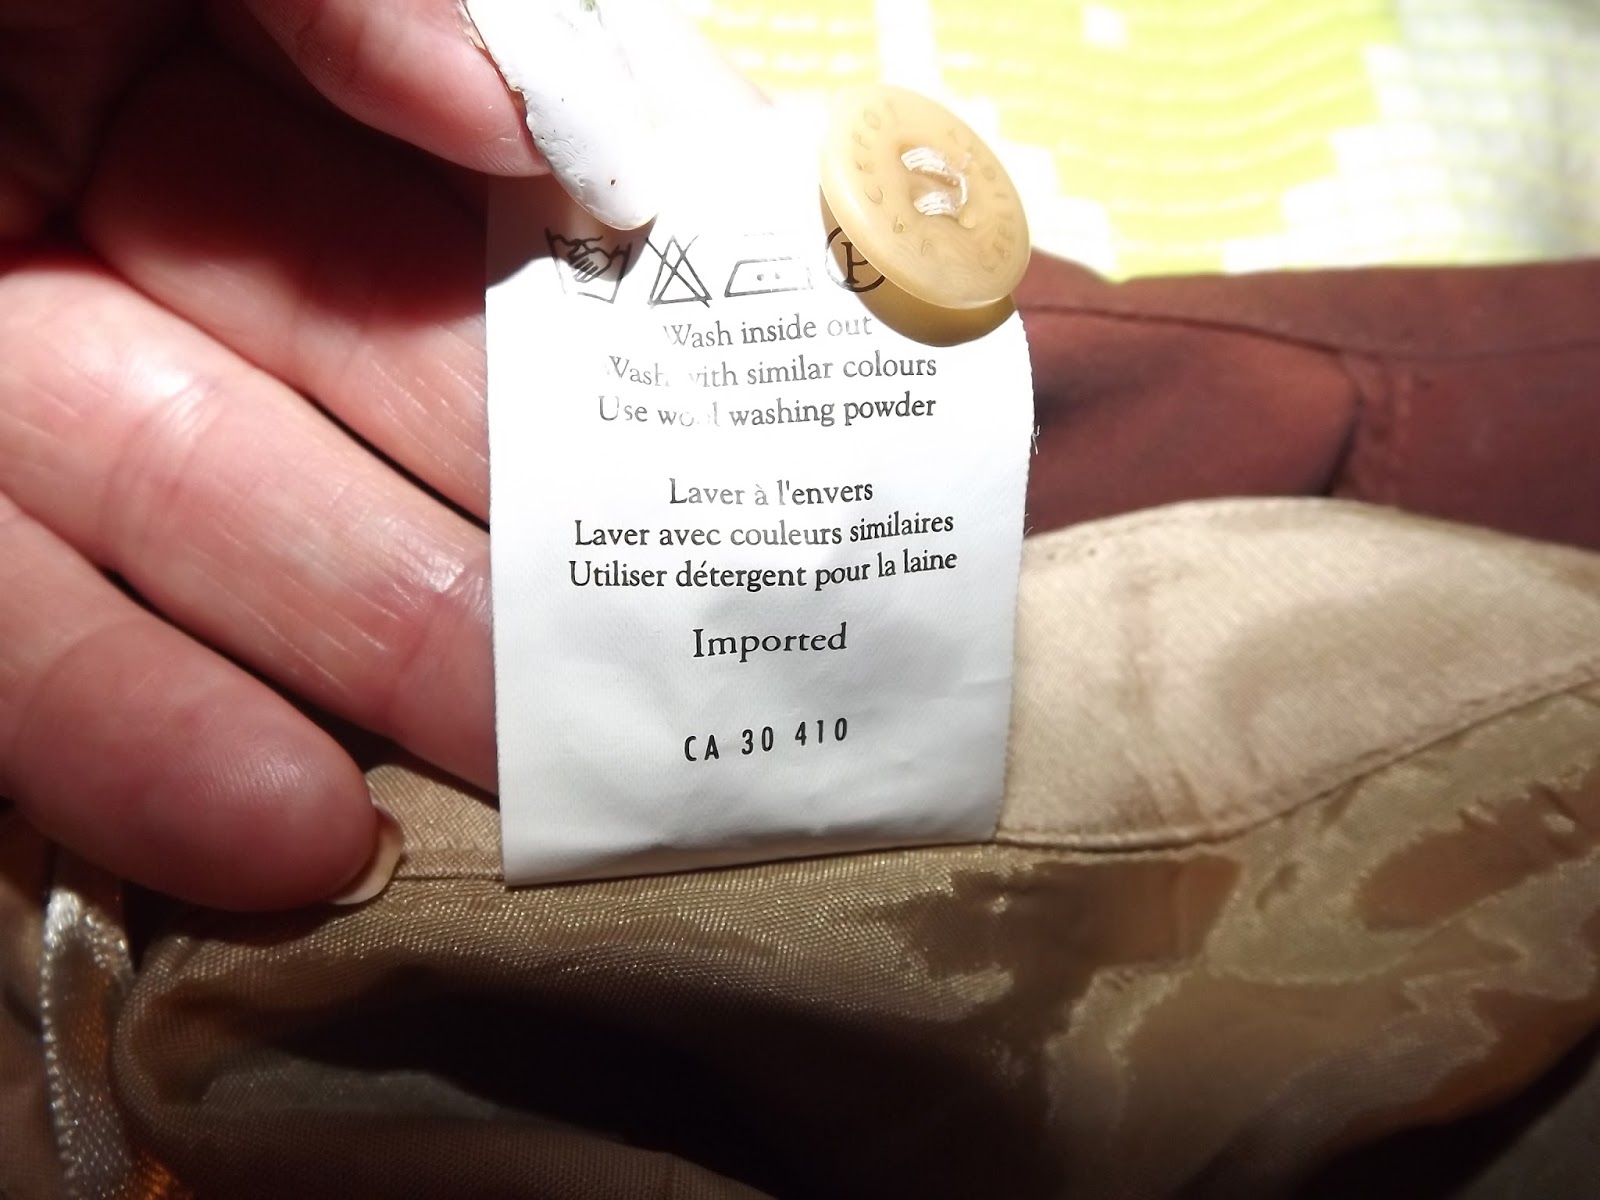 P
Wash inside out
Wash with similar colours
Use wool washing powder
Laver à l'envers
Laver avec couleurs similaires
Utiliser détergent pour la laine
Imported
CA 30 410